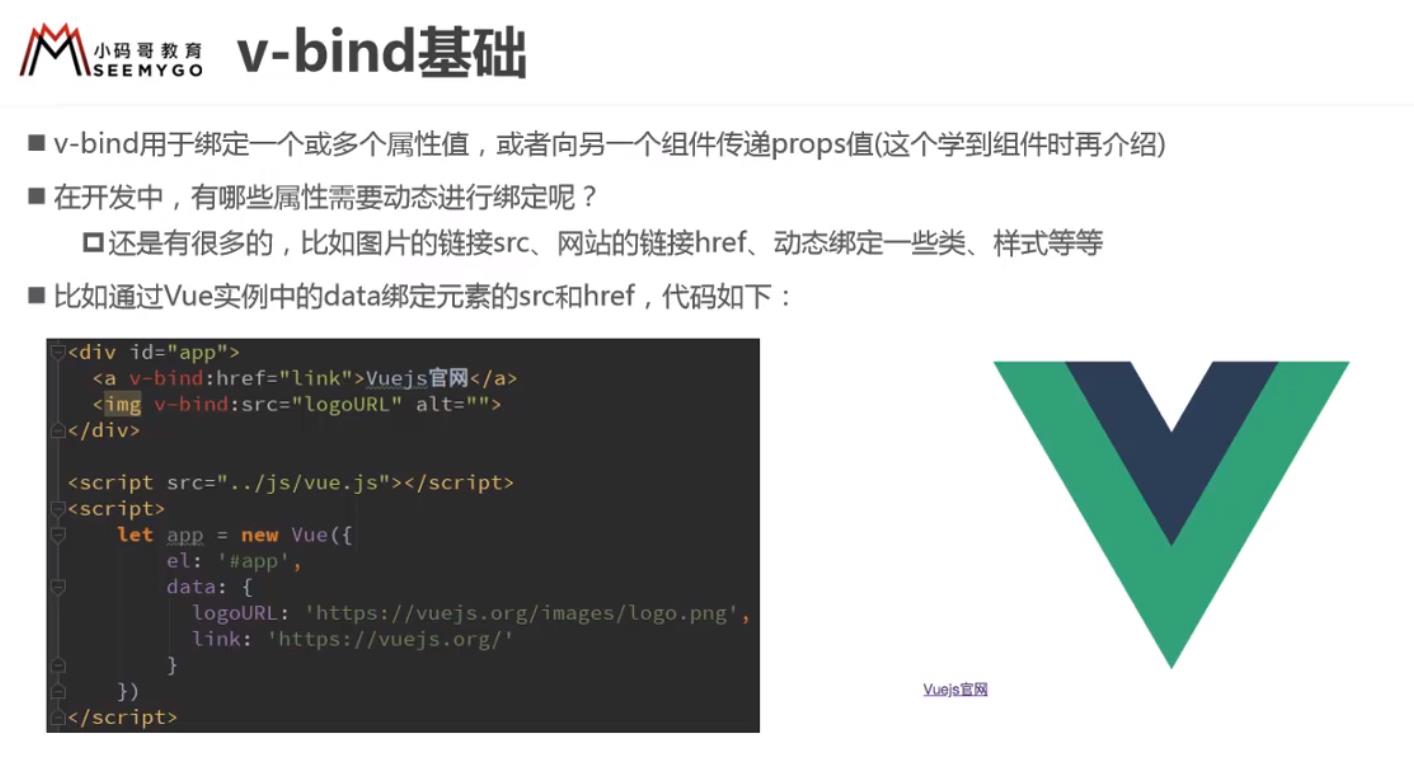 小码哥教育
SEEMYGO
v-bind基础
v-bind用于绑定一个或多个属性值，或者向另一个组件传递props值(这个学到组件时再介绍)
在开发中，有哪些属性需要动态进行绑定呢？
还是有很多的，比如图片的链接src、网站的链接href、动态绑定一些类、样式等等
比如通过Vue实例中的data绑定元素的src和href，代码如下：
<div id="app">
  <a v-bind:href="link">Vuejs官网</a>
  <img v-bind:src="logoURL" alt="">
</div>
<script src="../js/vue.js"></script>
<script>
    let app = new Vue({
        el: '#app',
        data: {
          logoURL: 'https://vuejs.org/images/logo.png',
          link: 'https://vuejs.org/'
        }
    })
</script>
Vuejs官网